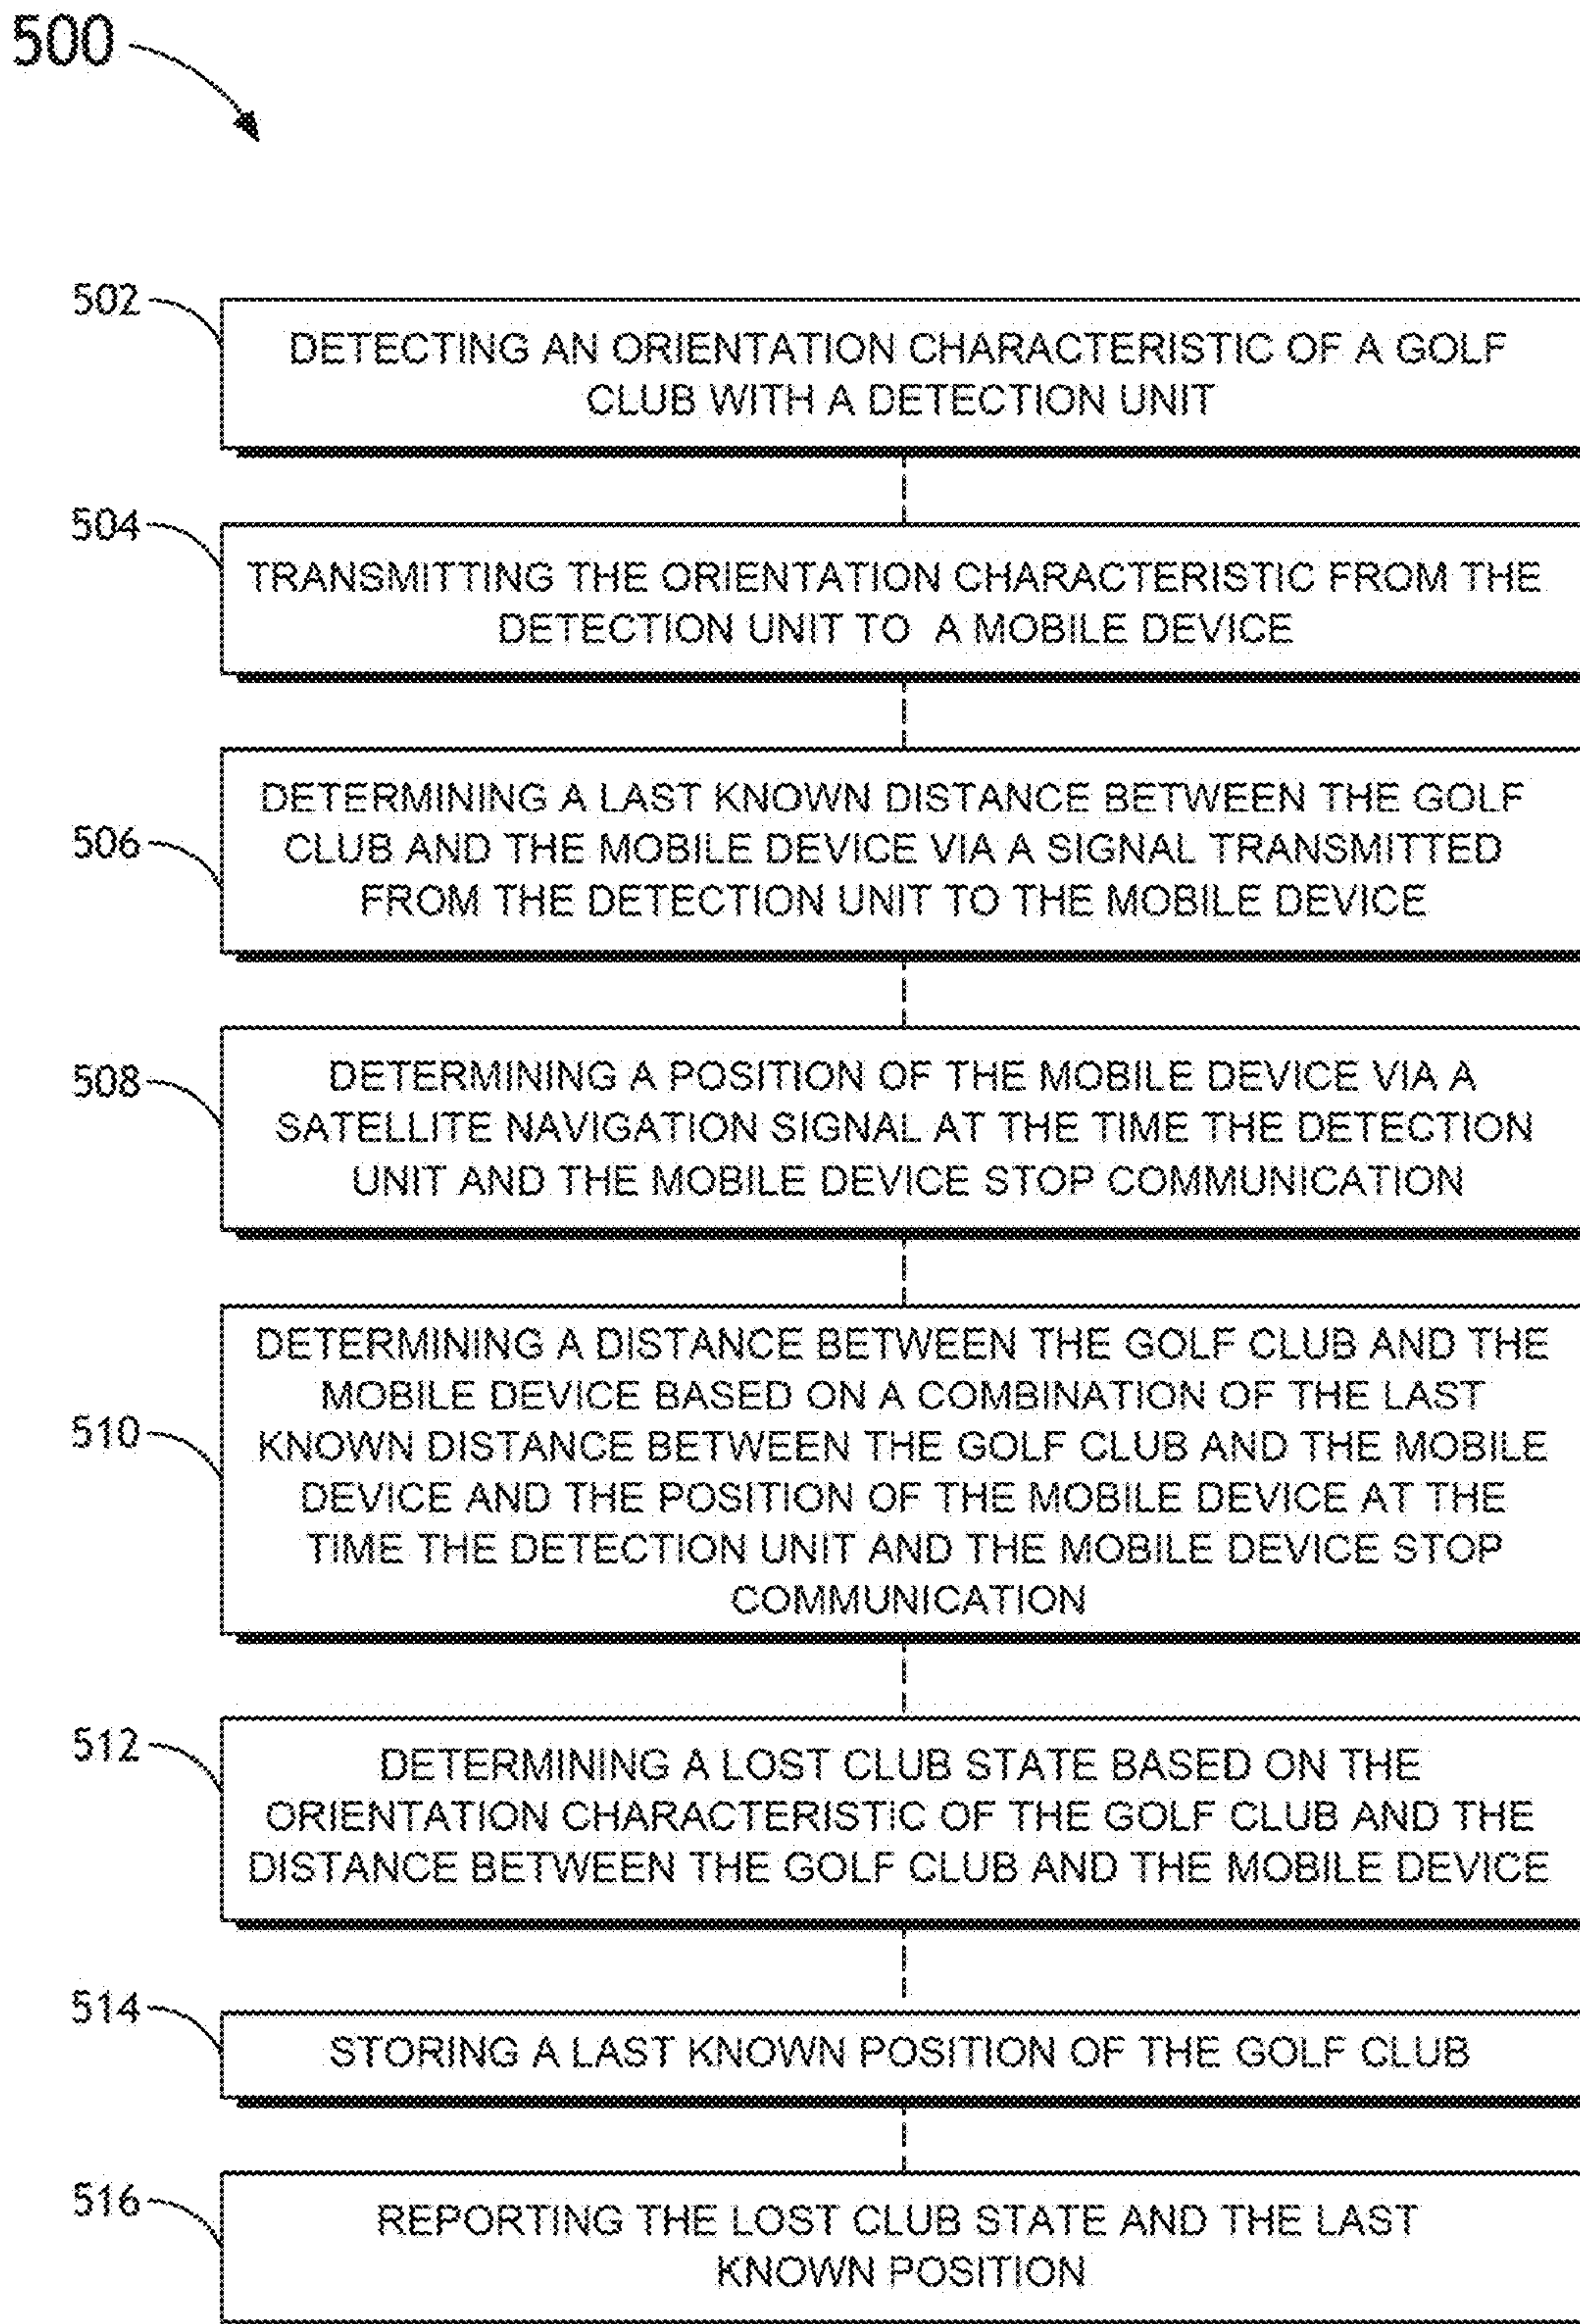 500
502
DETECTING AN ORIENTATION CHARACTERISTIC OF A GOLF
CLUB WITH A DETECTION UNIT
504
TRANSMITTING THE ORIENTATION CHARACTERISTIC FROM THE
DETECTION UNIT TO A MOBILE DEVICE
506
DETERMINING A LAST KNOWN DISTANCE BETWEEN THE GOLF
CLUB AND THE MOBILE DEVICE VIA A SIGNAL TRANSMITTED
FROM THE DETECTION UNIT TO THE MOBILE DEVICE
508
DETERMINING A POSITION OF THE MOBILE DEVICE VIA A
SATELLITE NAVIGATION SIGNAL AT THE TIME THE DETECTION
UNIT AND THE MOBILE DEVICE STOP COMMUNICATION
510
DETERMINING A DISTANCE BETWEEN THE GOLF CLUB AND THE
MOBILE DEVICE BASED ON A COMBINATION OF THE LAST
KNOWN DISTANCE BETWEEN THE GOLF CLUB AND THE MOBILE
DEVICE AND THE POSITION OF THE MOBILE DEVICE AT THE
TIME THE DETECTION UNIT AND THE MOBILE DEVICE STOP
COMMUNICATION
512
DETERMINING A LOST CLUB STATE BASED ON THE
ORIENTATION CHARACTERISTIC OF THE GOLF CLUB AND THE
DISTANCE BETWEEN THE GOLF CLUB AND THE MOBILE DEVICE
514
STORING A LAST KNOWN POSITION OF THE GOLF CLUB
516
REPORTING THE LOST CLUB STATE AND THE LAST
KNOWN POSITION